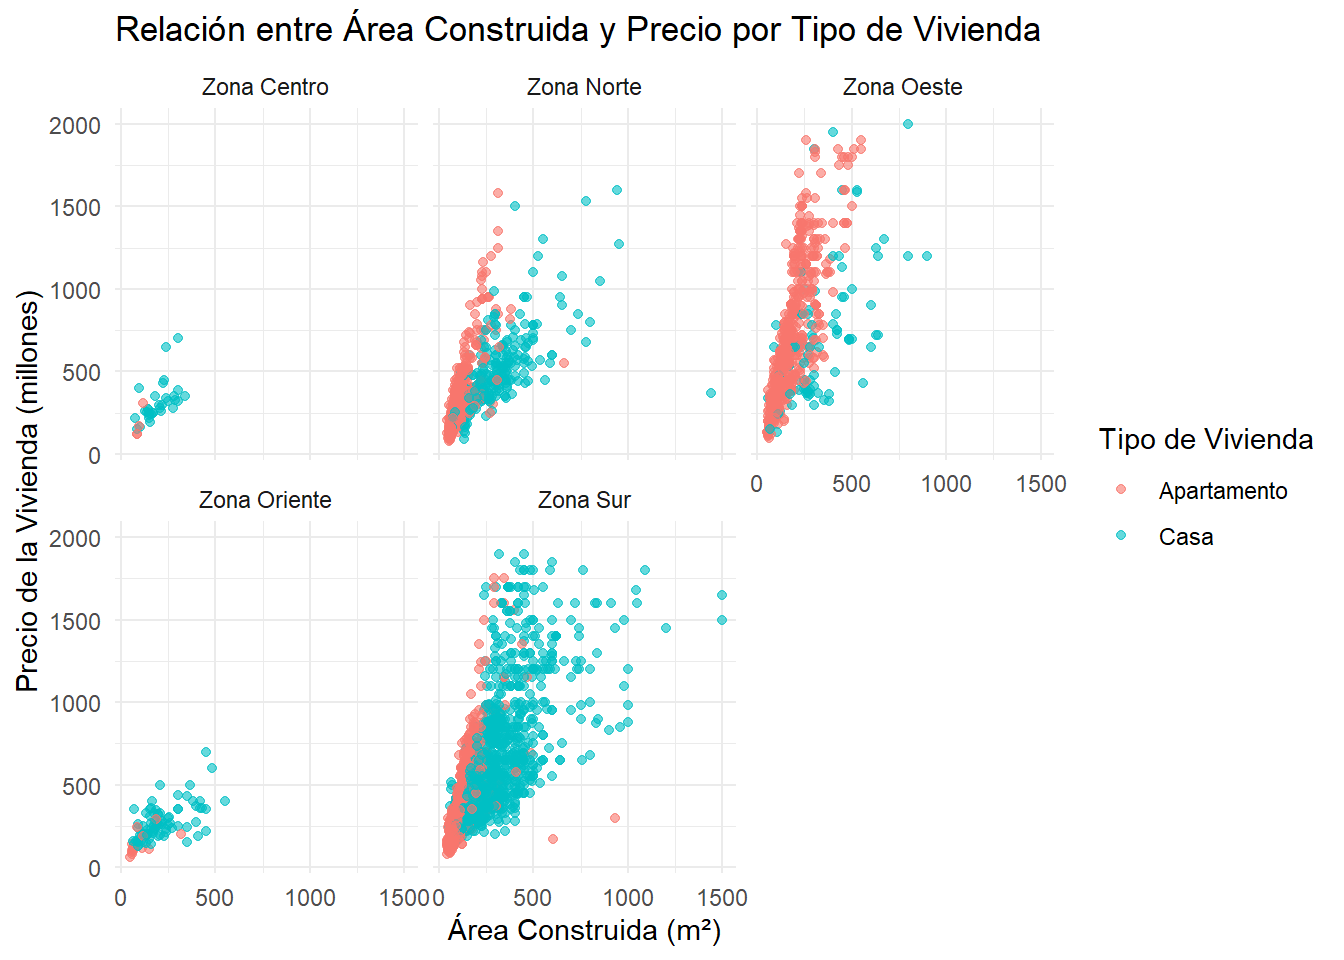 Relación entre Área Construida y Precio por Tipo de Vivienda
Zona Centro
Zona Norte
Zona Oeste
2000
1500
1000
500
0
0
500
1000
1500
Zona Oriente
Zona Sur
2000
1500
1000
500
0
0
500
1000
1500
0
500
1000
1500
Precio de la Vivienda (millones)
Área Construida (m²)
Tipo de Vivienda
Apartamento
Casa